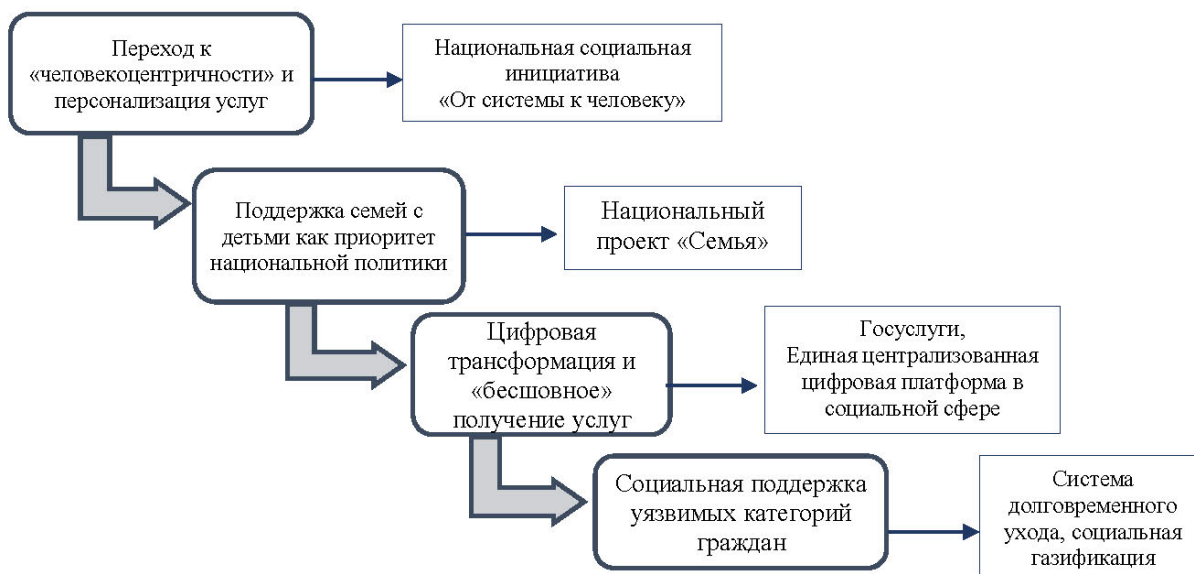 Переход к
«человекоцентричности» и
персонализация услуг
Национальная социальная
инициатива
«От системы к человеку»
Поддержка семей с
детьми как приоритет
национальной политики
Национальный
проект «Семья»
Цифровая
трансформация и
«бесшовное»
получение услуг
Госуслуги,
Единая централизованная
цифровая платформа в
социальной сфере
Социальная поддержка
уязвимых категорий
граждан
Система
долговременного
ухода, социальная
газификация